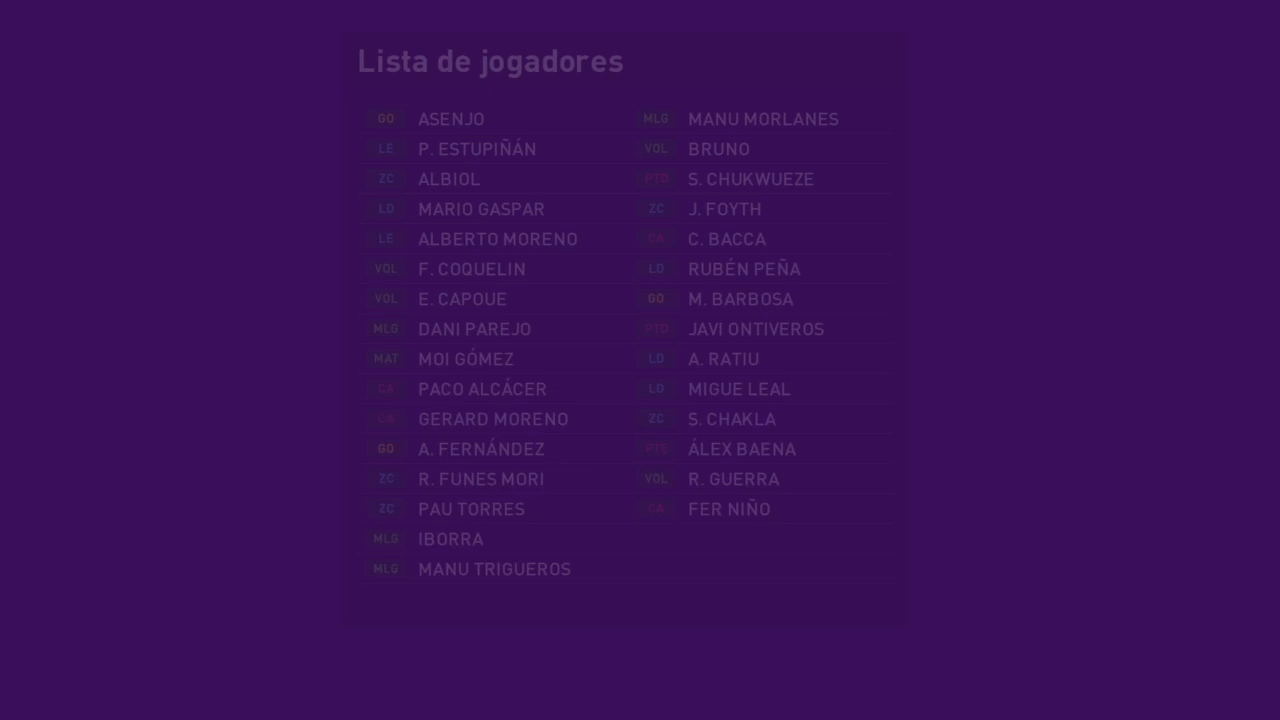 Lista de jogadores
GO ASENJO
LE P. ESTUPIÑÁN
ZC ALBIOL
LD MARIO GASPAR
LE ALBERTO MORENO
VOL F. COQUELIN
VOL E. CAPOUE
MLG DANI PAREJO
MAT MOI GÓMEZ
CA PACO ALCÁCER
CA GERARD MORENO
GO A. FERNÁNDEZ
ZC R. FUNES MORI
ZC PAU TORRES
MLG IBORRA
MLG MANU TRIGUEROS
MLG MANU MORLANES
VOL BRUNO
PTD S. CHUKWUEZE
ZC J. FOYTH
CA C. BACCA
LD RUBÉN PEÑA
GO M. BARBOSA
PTD JAVI ONTIVEROS
LD A. RATIU
LD MIGUE LEAL
ZC S. CHAKLA
PTE ÁLEX BAENA
VOL R. GUERRA
CA FER NIÑO